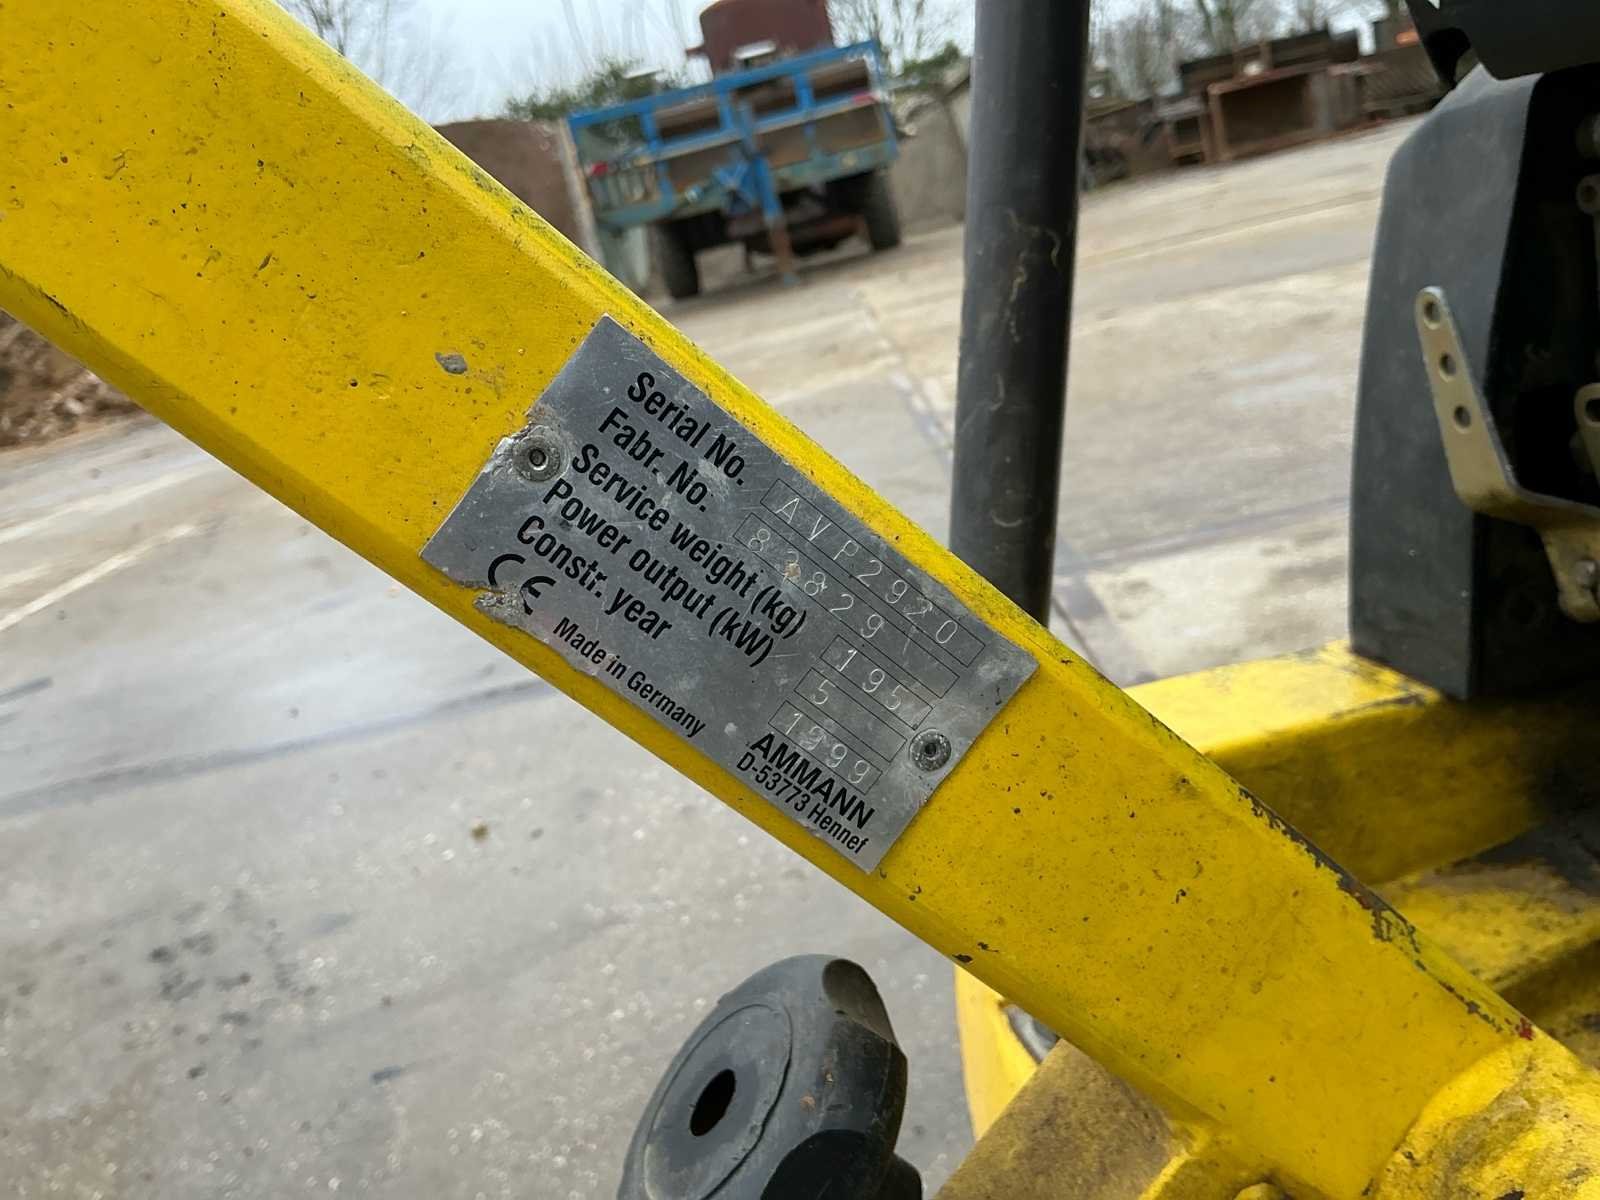 Serial No. AVP2920
Fabr. No. 838291
Service weight (kg) 195
Power output (kW) 5
Constr. year 1999
CE
Made in Germany
AMMANN
D-53773 Hennef